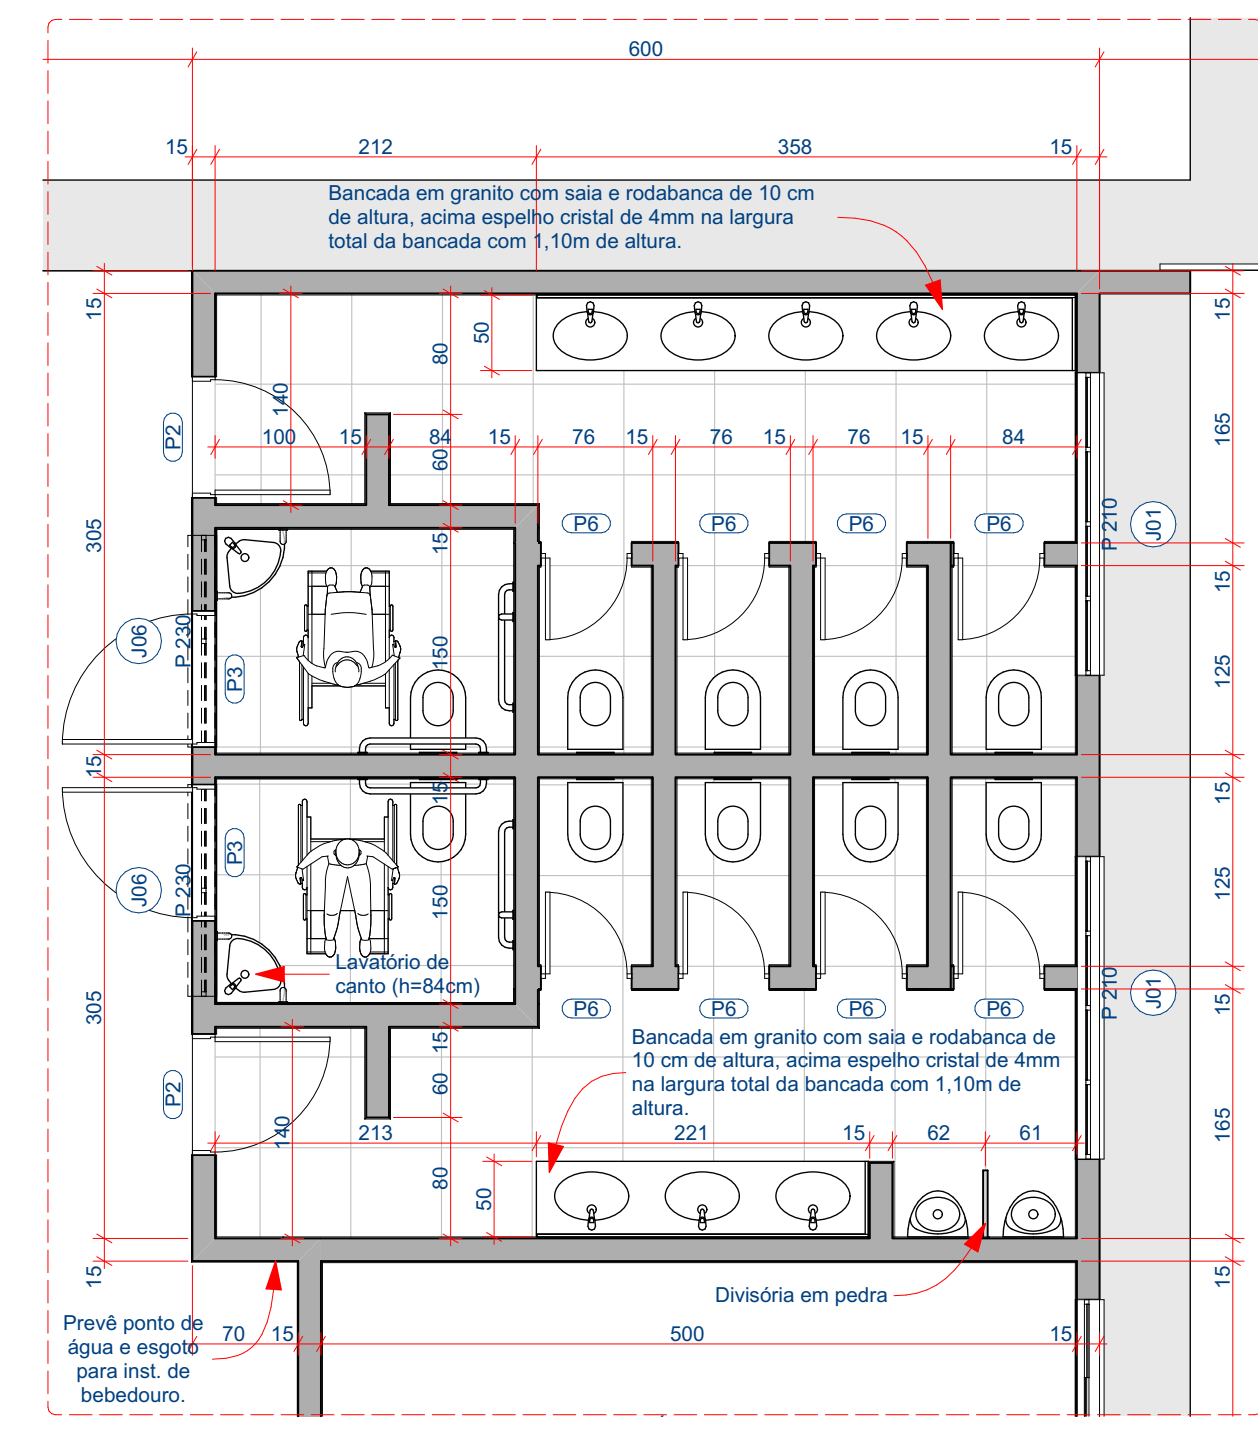 600
15 212 358 15
Bancada em granito com saia e rodabanca de 10 cm
de altura, acima espelho cristal de 4mm na largura
total da bancada com 1,10m de altura.
15 15
50
80
140
P2
165
100 15 84 15 76 15 76 15 76 15 84
60
P6 P6 P6 P6
P 210 J01
305
15
15
J06 P 230 P3
150
125
15
15
15
J06 P 230 P3
150
125
Lavatório de
canto (h=84cm)
305
P6 P6 P6 P6
P 210 J01
15
15
Bancada em granito com saia e rodabanca de
10 cm de altura, acima espelho cristal de 4mm
na largura total da bancada com 1,10m de
altura.
60
P2
140
213 221 15 62 61
165
80
50
15
15
Divisória em pedra
Prevê ponto de
água e esgoto
para inst. de
bebedouro.
70 15 500 15